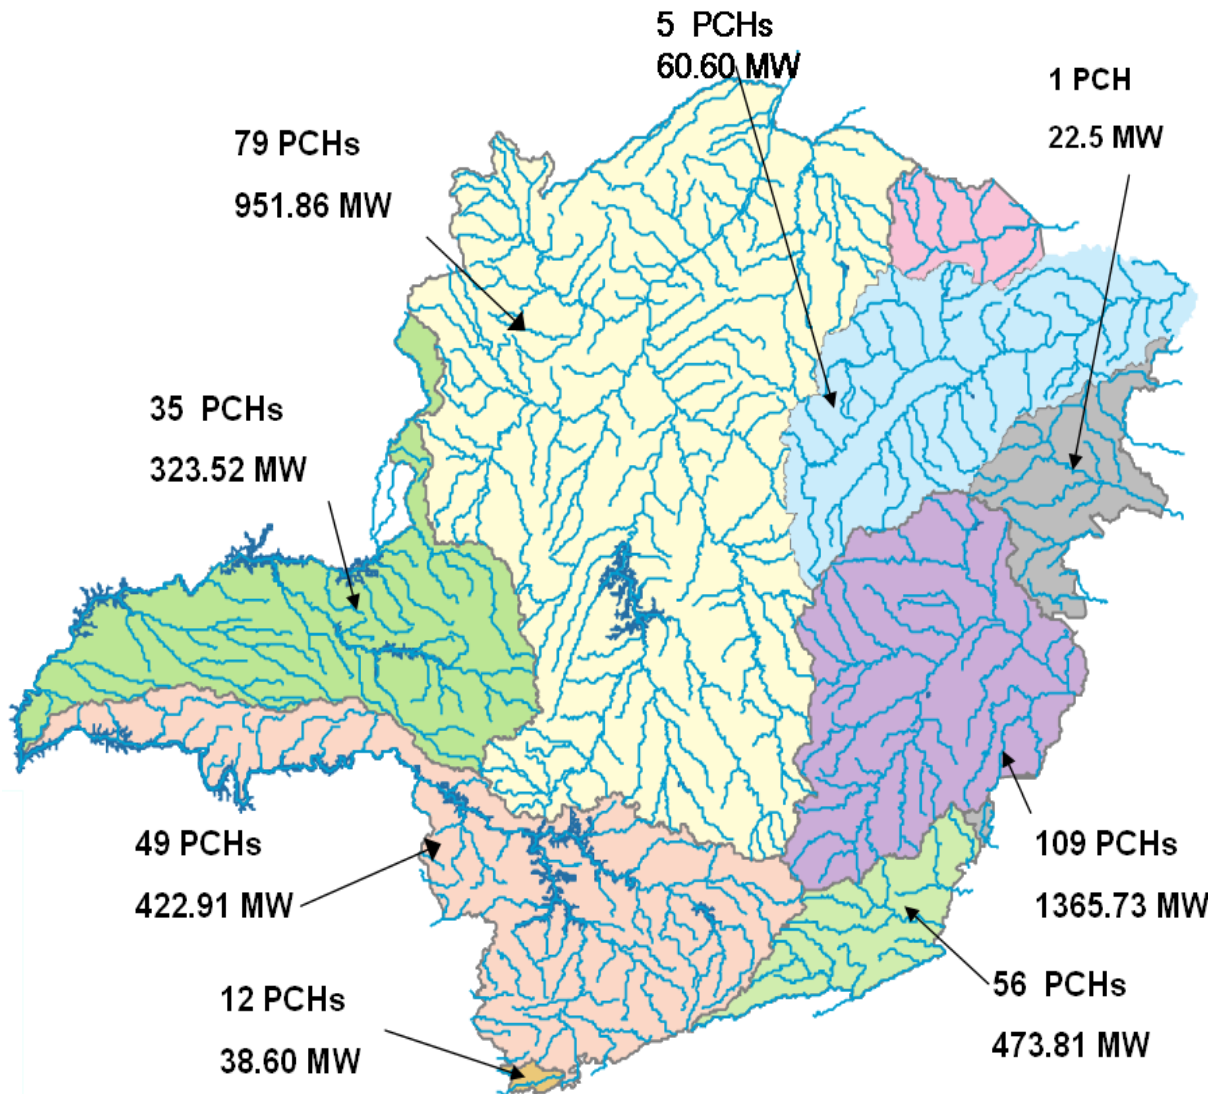 5 PCHs
60.60 MW
1 PCH
22.5 MW
79 PCHs
951.86 MW
35 PCHs
323.52 MW
49 PCHs
422.91 MW
109 PCHs
1365.73 MW
12 PCHs
38.60 MW
56 PCHs
473.81 MW